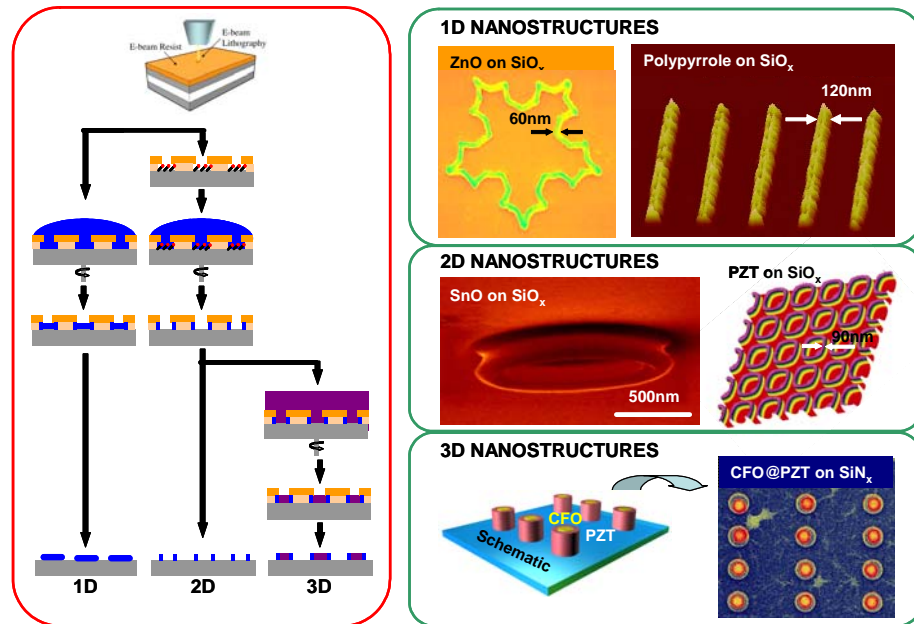 E-beam
Lithography
E-beam Resist
1D
2D
3D
1D NANOSTRUCTURES
ZnO on SiOx
60nm
Polypyrrole on SiOx
120nm
2D NANOSTRUCTURES
SnO on SiOx
500nm
PZT on SiOx
90nm
3D NANOSTRUCTURES
CFO
PZT
Schematic
CFO@PZT on SiNx